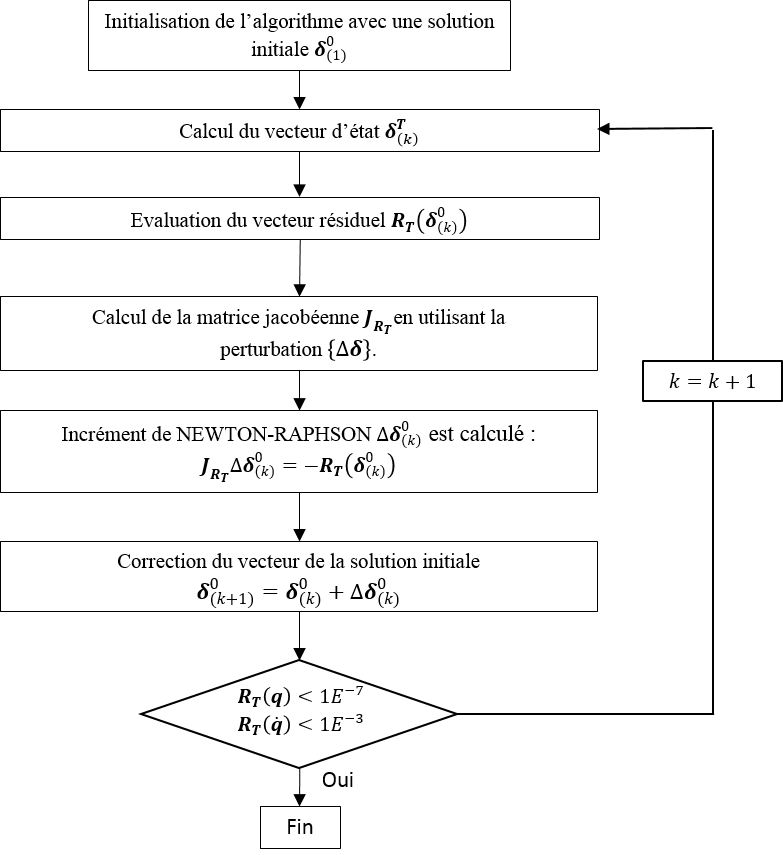 Initialisation de l’algorithme avec une solution
initiale 𝜹⁰₍₁₎
Calcul du vecteur d’état 𝜹ᵀ₍ₖ₎
Evaluation du vecteur résiduel 𝑹_𝑻(𝜹⁰₍ₖ₎)
Calcul de la matrice jacobéenne 𝑱_{𝑹_𝑻} en utilisant la
perturbation {Δ𝜹}.
k = k + 1
Incrément de NEWTON-RAPHSON Δ𝜹⁰₍ₖ₎ est calculé :
𝑱_{𝑹_𝑻}Δ𝜹⁰₍ₖ₎ = −𝑹_𝑻(𝜹⁰₍ₖ₎)
Correction du vecteur de la solution initiale
𝜹⁰₍ₖ₊₁₎ = 𝜹⁰₍ₖ₎ + Δ𝜹⁰₍ₖ₎
𝑹_𝑻(𝒒) < 1E⁻⁷
𝑹_𝑻(𝒒̇) < 1E⁻³
Oui
Fin